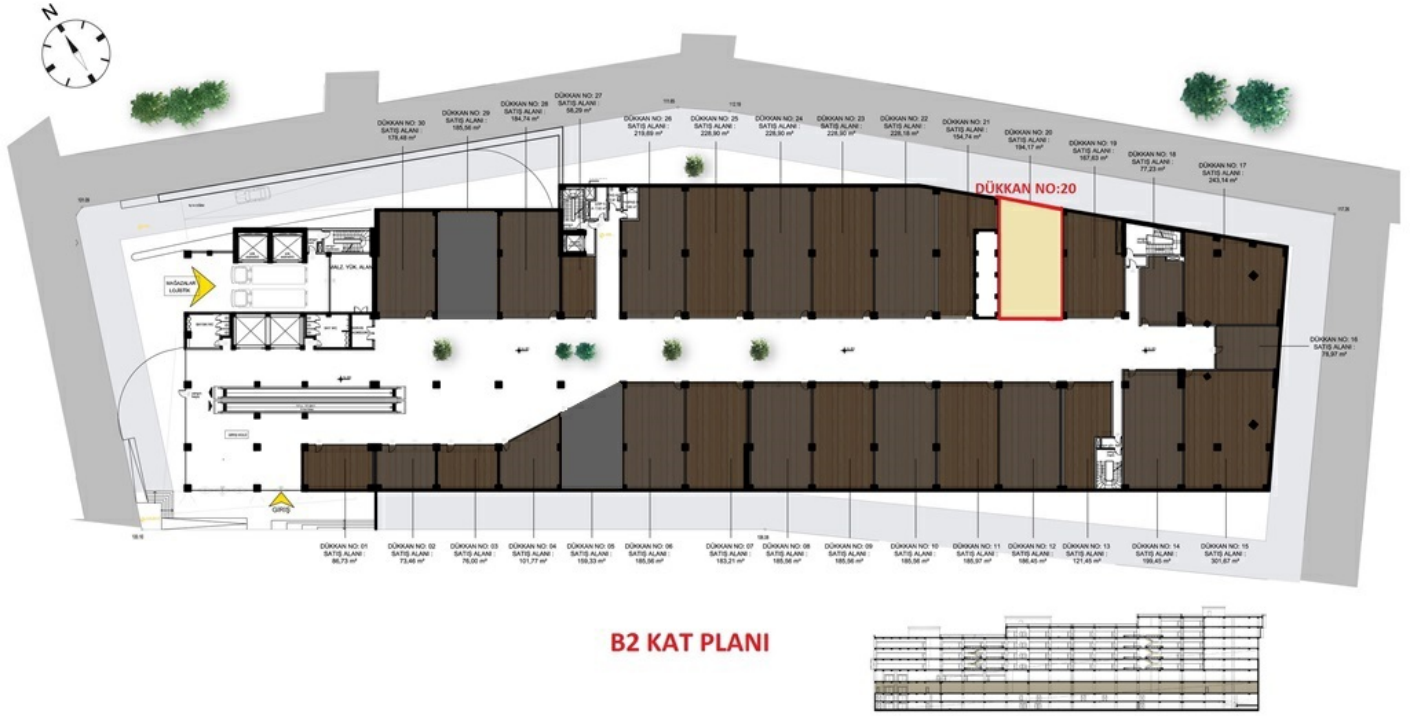 N
DÜKKAN NO: 30
SATIŞ ALANI :
178,48 m²
DÜKKAN NO: 29
SATIŞ ALANI :
185,56 m²
DÜKKAN NO: 28
SATIŞ ALANI :
184,74 m²
DÜKKAN NO: 27
SATIŞ ALANI :
58,29 m²
DÜKKAN NO: 26
SATIŞ ALANI :
219,69 m²
DÜKKAN NO: 25
SATIŞ ALANI :
228,90 m²
DÜKKAN NO: 24
SATIŞ ALANI :
228,90 m²
DÜKKAN NO: 23
SATIŞ ALANI :
228,90 m²
DÜKKAN NO: 22
SATIŞ ALANI :
228,18 m²
DÜKKAN NO: 21
SATIŞ ALANI :
154,74 m²
DÜKKAN NO: 20
SATIŞ ALANI :
194,17 m²
DÜKKAN NO: 19
SATIŞ ALANI :
167,63 m²
DÜKKAN NO: 18
SATIŞ ALANI :
77,23 m²
DÜKKAN NO: 17
SATIŞ ALANI :
243,14 m²
DÜKKAN NO:20
MALZ. YÜK. ALANI
MAĞAZALAR
LOJİSTİK
DÜKKAN NO: 16
SATIŞ ALANI :
78,97 m²
GİRİŞ
DÜKKAN NO: 01
SATIŞ ALANI :
86,73 m²
DÜKKAN NO: 02
SATIŞ ALANI :
73,46 m²
DÜKKAN NO: 03
SATIŞ ALANI :
76,00 m²
DÜKKAN NO: 04
SATIŞ ALANI :
101,77 m²
DÜKKAN NO: 05
SATIŞ ALANI :
159,33 m²
DÜKKAN NO: 06
SATIŞ ALANI :
185,56 m²
DÜKKAN NO: 07
SATIŞ ALANI :
183,21 m²
DÜKKAN NO: 08
SATIŞ ALANI :
185,56 m²
DÜKKAN NO: 09
SATIŞ ALANI :
185,56 m²
DÜKKAN NO: 10
SATIŞ ALANI :
185,56 m²
DÜKKAN NO: 11
SATIŞ ALANI :
185,97 m²
DÜKKAN NO: 12
SATIŞ ALANI :
186,45 m²
DÜKKAN NO: 13
SATIŞ ALANI :
121,45 m²
DÜKKAN NO: 14
SATIŞ ALANI :
199,45 m²
DÜKKAN NO: 15
SATIŞ ALANI :
301,67 m²
B2 KAT PLANI